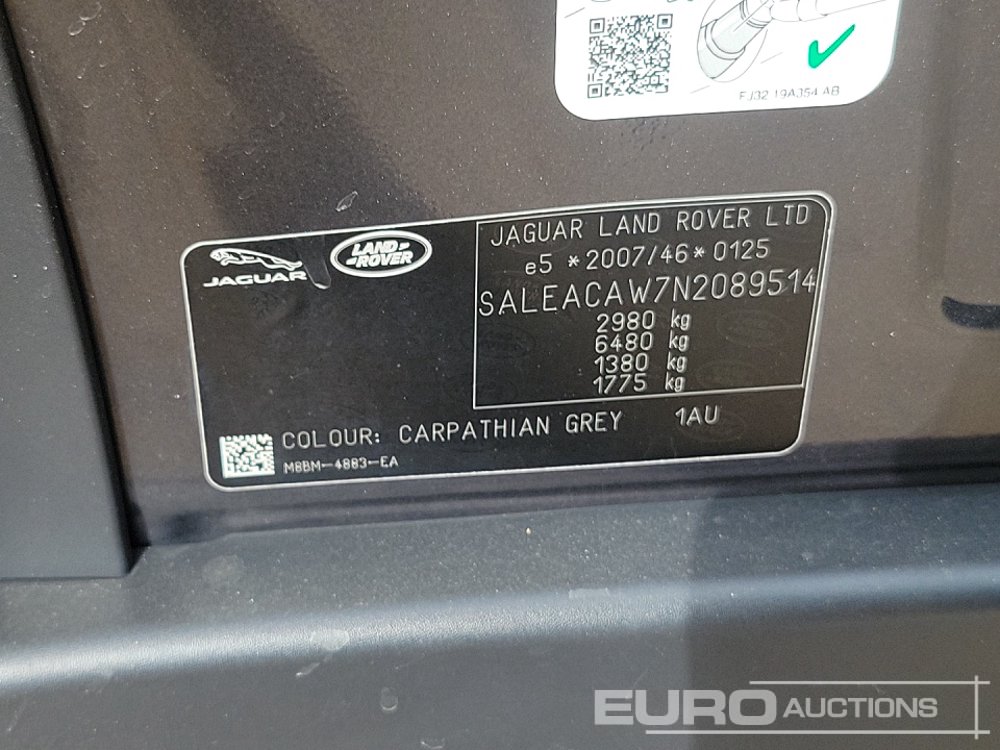 FJ32 19A354 AB
JAGUAR
LAND ROVER
JAGUAR LAND ROVER LTD
e5 *2007/46*0125
SALEACAW7N2089514
2980 kg
6480 kg
1380 kg
1775 kg
COLOUR: CARPATHIAN GREY 1AU
M8BM-4883-EA
EURO AUCTIONS